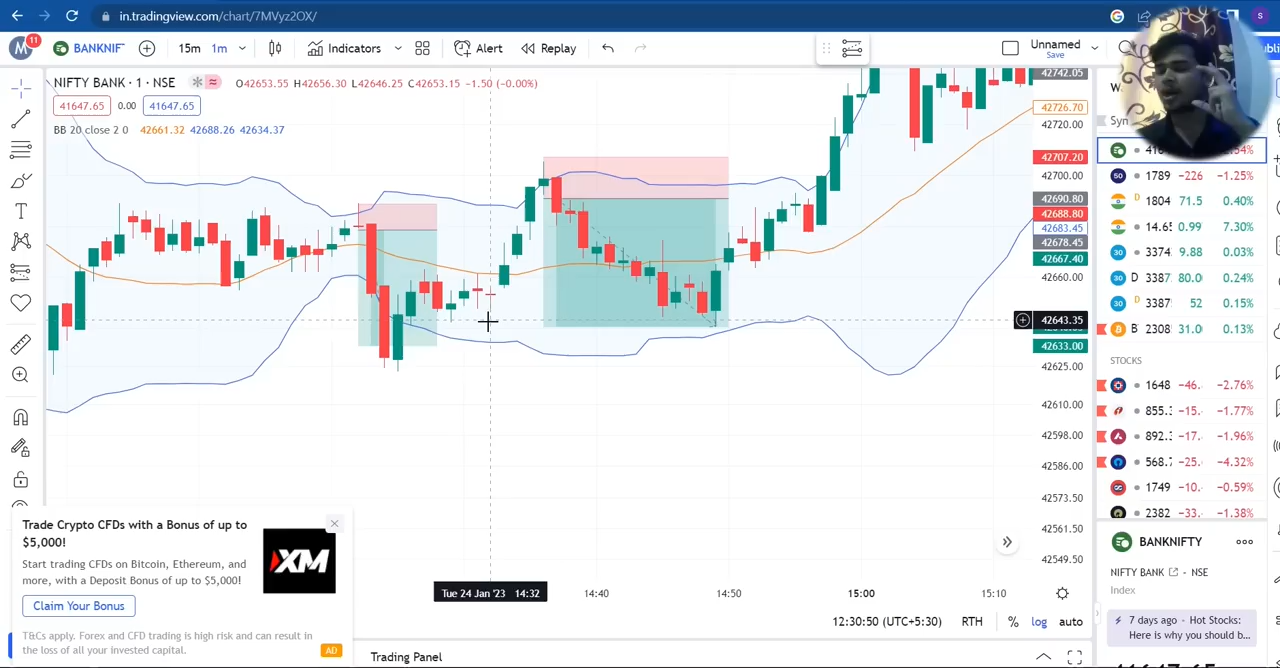 in.tradingview.com/chart/7MVyz2OX/
M
11
BANKNIF
15m
1m
Indicators
Alert
Replay
Unnamed
Save
S
NIFTY BANK · 1 · NSE
O42653.55 H42656.30 L42646.25 C42653.15 −1.50 (−0.00%)
41647.65 0.00 41647.65
BB 20 close 2 0 42661.32 42688.26 42634.37
42742.05
42726.70
42720.00
42707.20
42700.00
42690.80
42688.80
42683.45
42678.45
42667.40
42660.00
42643.35
42633.00
42625.00
42610.00
42598.00
42586.00
42573.50
42561.50
42549.50
Tue 24 Jan '23 14:32
14:40
14:50
15:00
15:10
12:30:50 (UTC+5:30)
RTH
%
log
auto
Trading Panel
50 1789 −226 −1.25%
D 1804 71.5 0.40%
14.65 0.99 7.30%
30 33742 9.88 0.03%
30 D 3387 80.0 0.24%
30 D 3387 52 0.15%
B 2308 31.0 0.13%
STOCKS
1648 −46. −2.76%
855. −15. −1.77%
892. −17. −1.96%
568.7 −25. −4.32%
1749 −10. −0.59%
2382 −33. −1.38%
BANKNIFTY
NIFTY BANK - NSE
Index
7 days ago - Hot Stocks:
Here is why you should b...
Trade Crypto CFDs with a Bonus of up to
$5,000!
Start trading CFDs on Bitcoin, Ethereum, and
more, with a Deposit Bonus of up to $5,000!
XM
Claim Your Bonus
T&Cs apply. Forex and CFD trading is high risk and can result in
the loss of all your invested capital.
AD